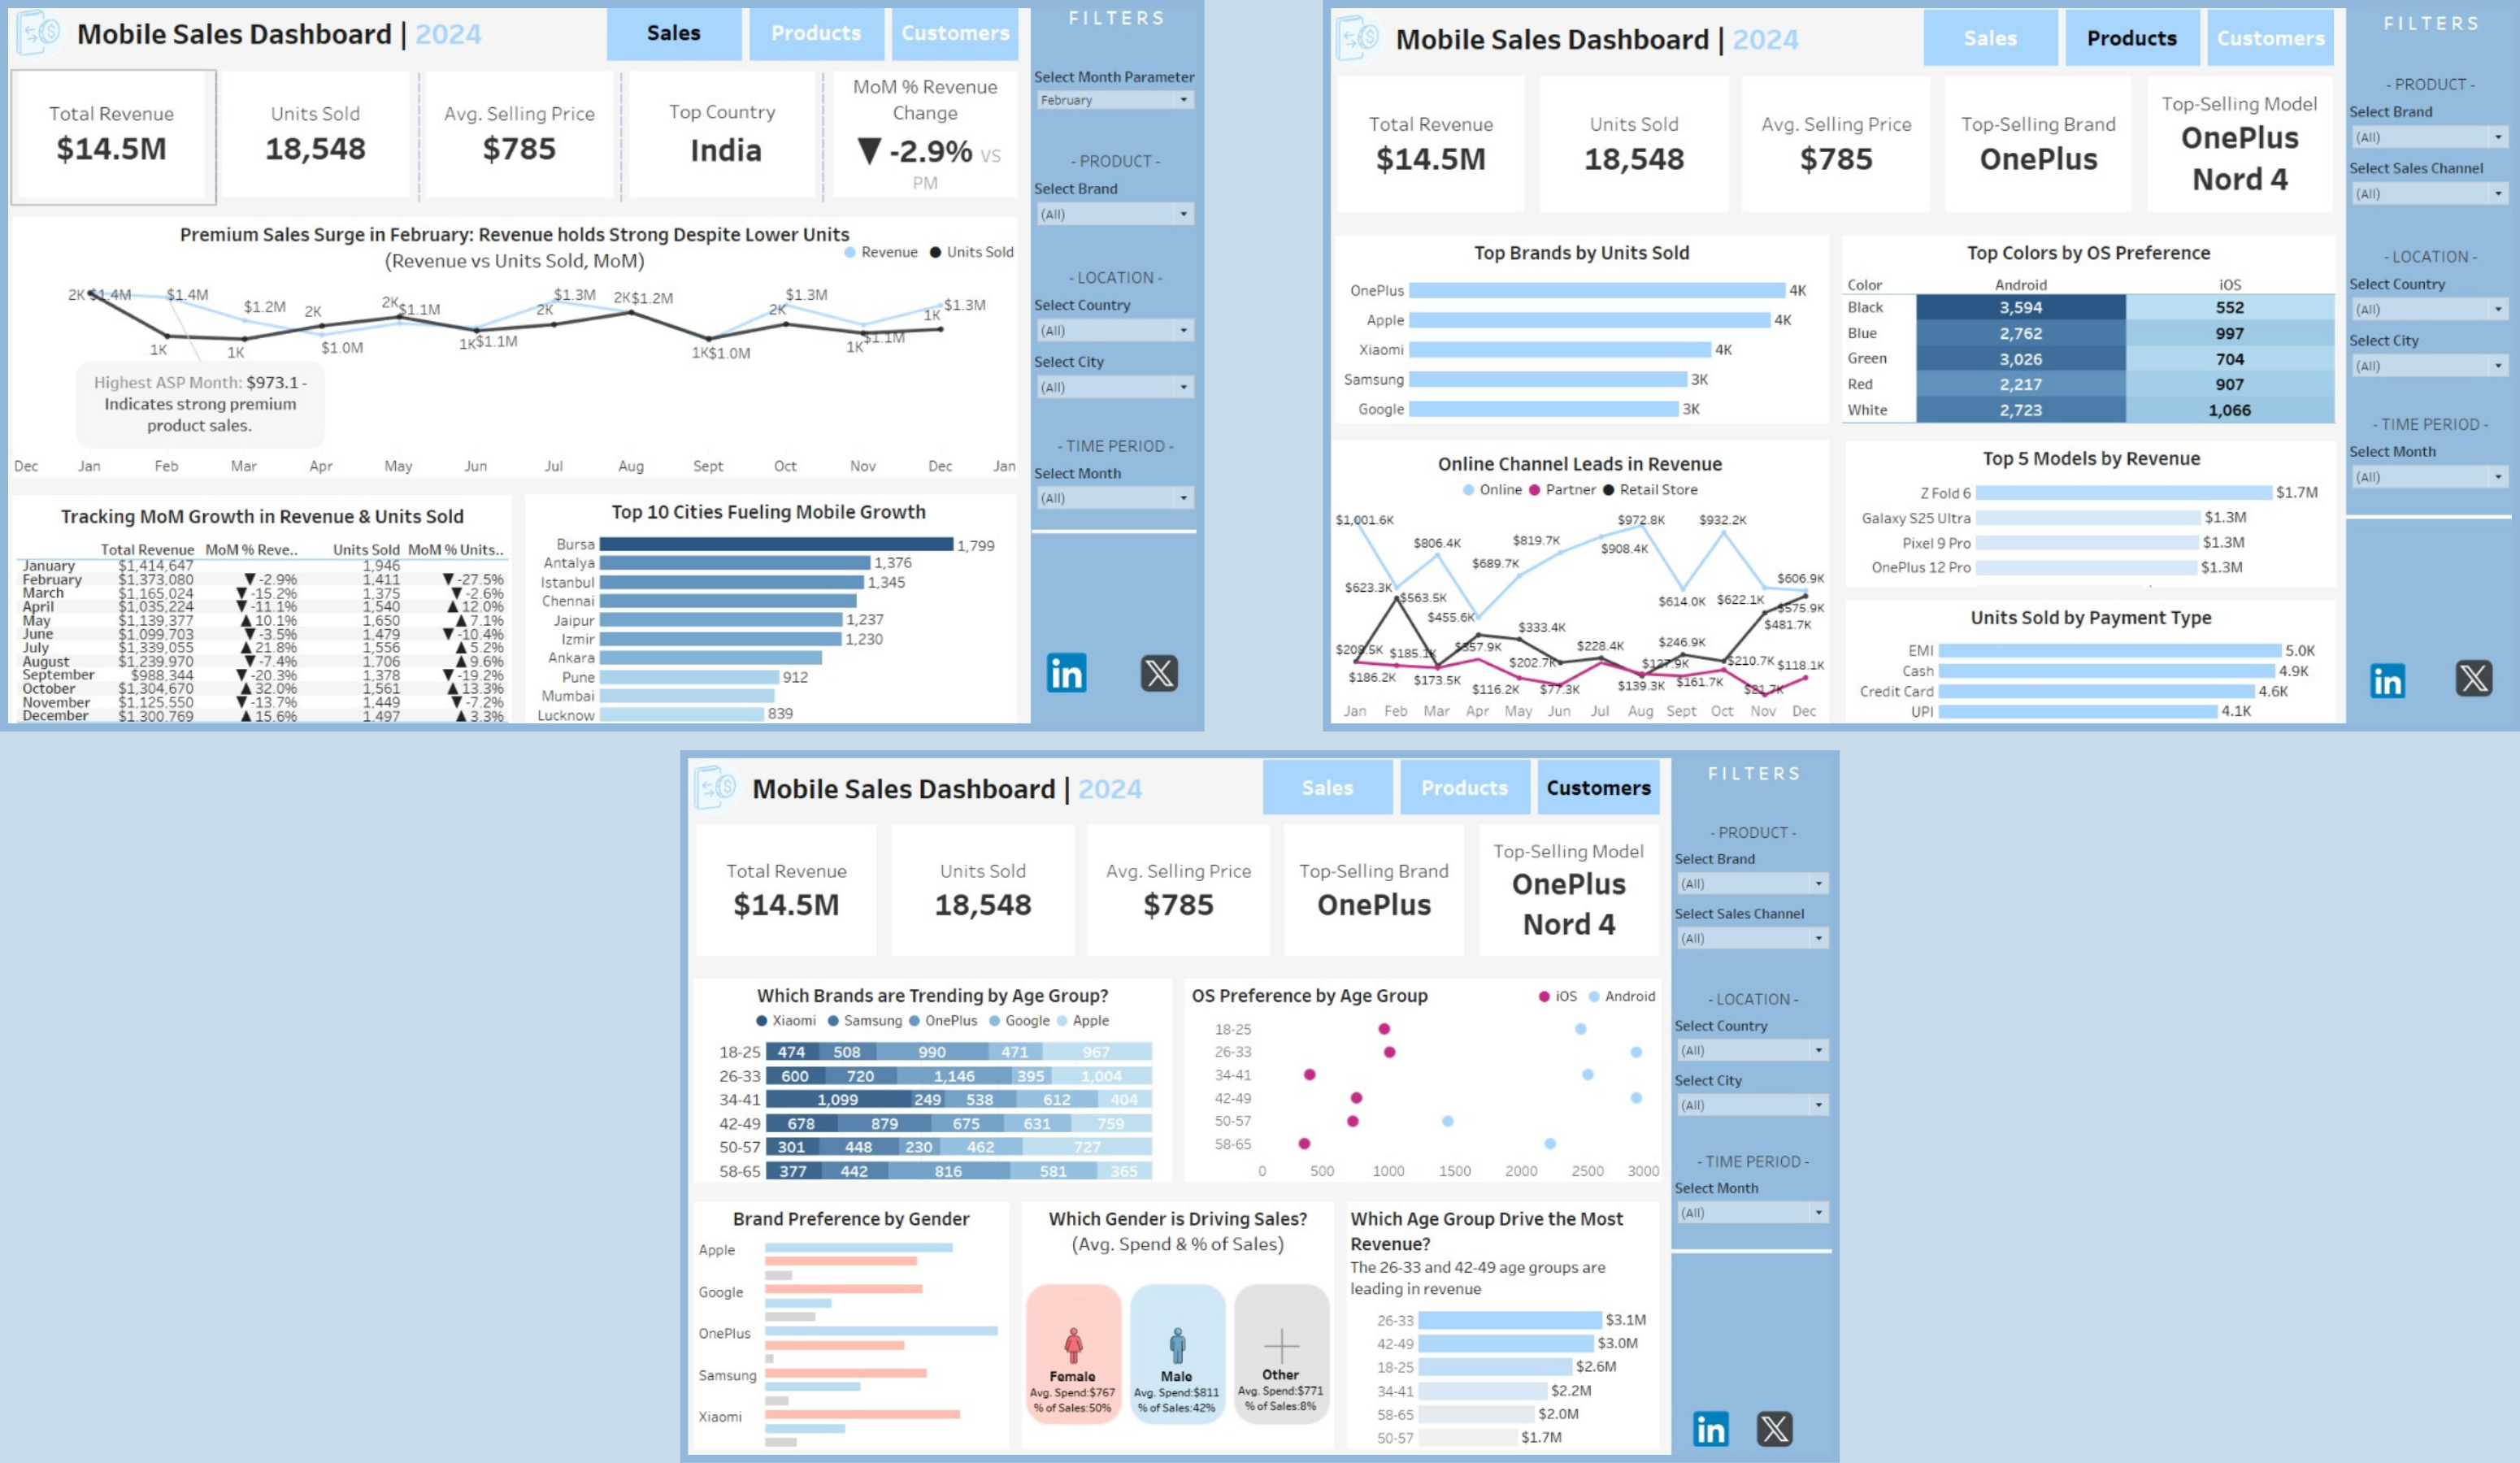 Mobile Sales Dashboard | 2024
Sales
Products
Customers
Total Revenue
$14.5M
Units Sold
18,548
Avg. Selling Price
$785
Top Country
India
MoM % Revenue
Change
▼ -2.9% VS
PM
Premium Sales Surge in February: Revenue holds Strong Despite Lower Units
(Revenue vs Units Sold, MoM)
Revenue
Units Sold
2K $1.4M $1.4M $1.2M 2K 2K $1.1M $1.3M 2K 2K $1.2M $1.3M 2K $1.3M 1K
1K 1K $1.0M 1K $1.1M 1K $1.0M 1K $1.1M
Highest ASP Month: $973.1 -
Indicates strong premium
product sales.
Dec Jan Feb Mar Apr May Jun Jul Aug Sept Oct Nov Dec Jan
Tracking MoM Growth in Revenue & Units Sold
Total Revenue MoM % Reve.. Units Sold MoM % Units..
January $1,414,647 1,946
February $1,373,080 ▼ -2.9% 1,411 ▼ -27.5%
March $1,165,024 ▼ -15.2% 1,375 ▼ -2.6%
April $1,035,224 ▼ -11.1% 1,540 ▲ 12.0%
May $1,139,377 ▲ 10.1% 1,650 ▲ 7.1%
June $1,099,703 ▼ -3.5% 1,479 ▼ -10.4%
July $1,339,055 ▲ 21.8% 1,556 ▲ 5.2%
August $1,239,970 ▼ -7.4% 1,706 ▲ 9.6%
September $988,344 ▼ -20.3% 1,378 ▼ -19.2%
October $1,304,670 ▲ 32.0% 1,561 ▲ 13.3%
November $1,125,550 ▼ -13.7% 1,449 ▼ -7.2%
December $1,300,769 ▲ 15.6% 1,497 ▲ 3.3%
Top 10 Cities Fueling Mobile Growth
Bursa 1,799
Antalya 1,376
Istanbul 1,345
Chennai
Jaipur 1,237
Izmir 1,230
Ankara
Pune 912
Mumbai
Lucknow 839
FILTERS
Select Month Parameter
February
- PRODUCT -
Select Brand
(All)
- LOCATION -
Select Country
(All)
Select City
(All)
- TIME PERIOD -
Select Month
(All)
in X
Mobile Sales Dashboard | 2024
Sales
Products
Customers
Total Revenue
$14.5M
Units Sold
18,548
Avg. Selling Price
$785
Top-Selling Brand
OnePlus
Top-Selling Model
OnePlus
Nord 4
Top Brands by Units Sold
OnePlus 4K
Apple 4K
Xiaomi 4K
Samsung 3K
Google 3K
Top Colors by OS Preference
Color Android iOS
Black 3,594 552
Blue 2,762 997
Green 3,026 704
Red 2,217 907
White 2,723 1,066
Online Channel Leads in Revenue
Online Partner Retail Store
$1,001.6K $972.8K $932.2K
$806.4K $819.7K $908.4K
$689.7K $606.9K
$623.3K $563.5K $614.0K $622.1K $575.9K
$455.6K $333.4K $481.7K
$209.5K $185.1K $357.9K $202.7K $228.4K $246.9K $127.9K $210.7K $118.1K
$186.2K $173.5K $116.2K $77.3K $139.3K $161.7K $21.7K
Jan Feb Mar Apr May Jun Jul Aug Sept Oct Nov Dec
Top 5 Models by Revenue
Z Fold 6 $1.7M
Galaxy S25 Ultra $1.3M
Pixel 9 Pro $1.3M
OnePlus 12 Pro $1.3M
Units Sold by Payment Type
EMI 5.0K
Cash 4.9K
Credit Card 4.6K
UPI 4.1K
FILTERS
- PRODUCT -
Select Brand
(All)
Select Sales Channel
(All)
- LOCATION -
Select Country
(All)
Select City
(All)
- TIME PERIOD -
Select Month
(All)
in X
Mobile Sales Dashboard | 2024
Sales
Products
Customers
Total Revenue
$14.5M
Units Sold
18,548
Avg. Selling Price
$785
Top-Selling Brand
OnePlus
Top-Selling Model
OnePlus
Nord 4
Which Brands are Trending by Age Group?
Xiaomi Samsung OnePlus Google Apple
18-25 474 508 990 471 967
26-33 600 720 1,146 395 1,004
34-41 1,099 249 538 612 404
42-49 678 879 675 631 759
50-57 301 448 230 462 727
58-65 377 442 816 581 365
OS Preference by Age Group
iOS Android
18-25
26-33
34-41
42-49
50-57
58-65
0 500 1000 1500 2000 2500 3000
Brand Preference by Gender
Apple
Google
OnePlus
Samsung
Xiaomi
Which Gender is Driving Sales?
(Avg. Spend & % of Sales)
Female
Avg. Spend:$767
% of Sales:50%
Male
Avg. Spend:$811
% of Sales:42%
Other
Avg. Spend:$771
% of Sales:8%
Which Age Group Drive the Most
Revenue?
The 26-33 and 42-49 age groups are
leading in revenue
26-33 $3.1M
42-49 $3.0M
18-25 $2.6M
34-41 $2.2M
58-65 $2.0M
50-57 $1.7M
FILTERS
- PRODUCT -
Select Brand
(All)
Select Sales Channel
(All)
- LOCATION -
Select Country
(All)
Select City
(All)
- TIME PERIOD -
Select Month
(All)
in X